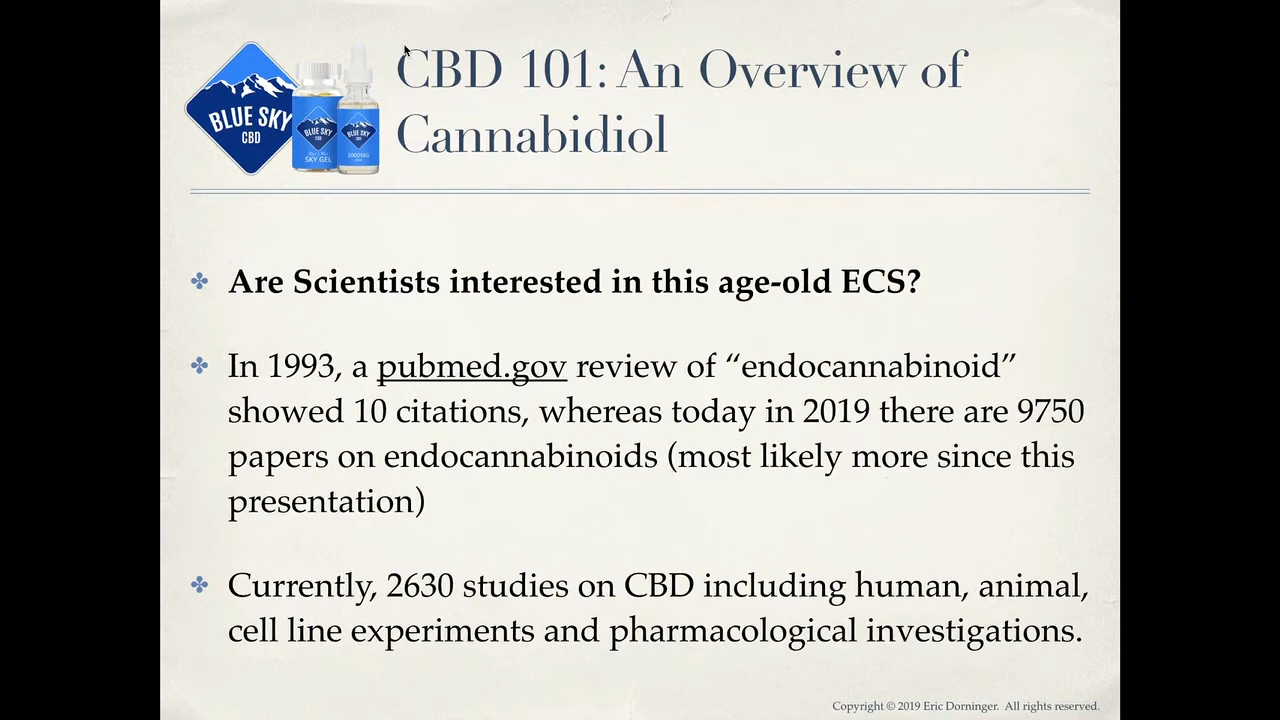 CBD 101: An Overview of
Cannabidiol
BLUE SKY
CBD
BLUE SKY
CBD
SKY GEL
BLUE SKY
CBD
3000MG
Are Scientists interested in this age-old ECS?
In 1993, a pubmed.gov review of “endocannabinoid”
showed 10 citations, whereas today in 2019 there are 9750
papers on endocannabinoids (most likely more since this
presentation)
Currently, 2630 studies on CBD including human, animal,
cell line experiments and pharmacological investigations.
Copyright © 2019 Eric Dorninger. All rights reserved.